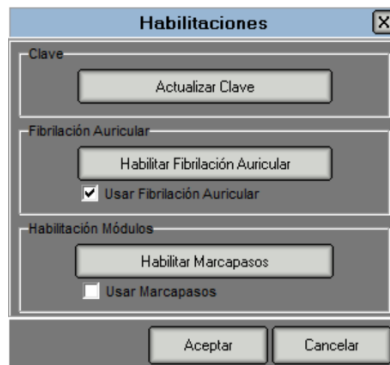 Habilitaciones
Clave
Actualizar Clave
Fibrilación Auricular
Habilitar Fibrilación Auricular
Usar Fibrilación Auricular
Habilitación Módulos
Habilitar Marcapasos
Usar Marcapasos
Aceptar Cancelar